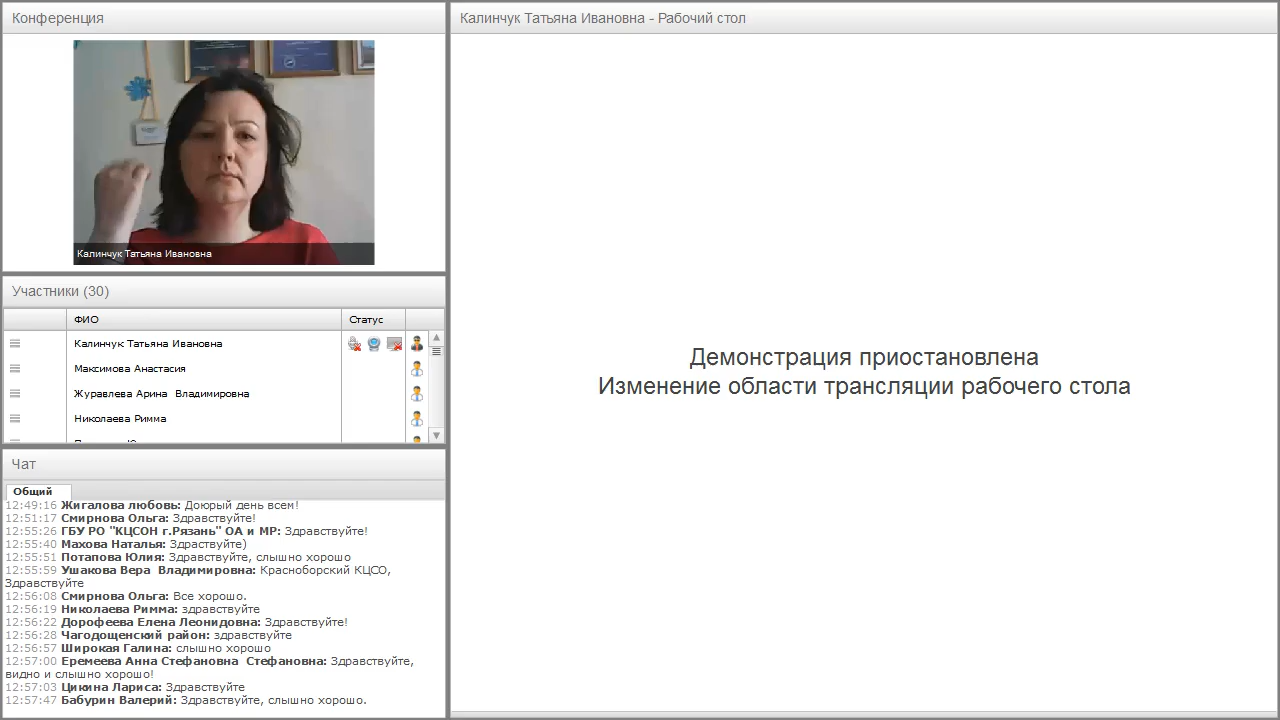 Конференция
Калинчук Татьяна Ивановна
Участники (30)
ФИО Статус
Калинчук Татьяна Ивановна
Максимова Анастасия
Журавлева Арина Владимировна
Николаева Римма
Чат
Общий
12:49:16 Жигалова любовь: Доюрый день всем!
12:51:17 Смирнова Ольга: Здравствуйте!
12:55:26 ГБУ РО "КЦСОН г.Рязань" ОА и МР: Здравствуйте!
12:55:40 Махова Наталья: Здраствуйте)
12:55:51 Потапова Юлия: Здравствуйте, слышно хорошо
12:55:59 Ушакова Вера Владимировна: Красноборский КЦСО,
Здравствуйте
12:56:08 Смирнова Ольга: Все хорошо.
12:56:19 Николаева Римма: здравствуйте
12:56:22 Дорофеева Елена Леонидовна: Здравствуйте!
12:56:28 Чагодощенский район: здравствуйте
12:56:57 Широкая Галина: слышно хорошо
12:57:00 Еремеева Анна Стефановна Стефановна: Здравствуйте,
видно и слышно хорошо!
12:57:03 Цикина Лариса: Здравствуйте
12:57:47 Бабурин Валерий: Здравствуйте, слышно хорошо.
Калинчук Татьяна Ивановна - Рабочий стол
Демонстрация приостановлена
Изменение области трансляции рабочего стола